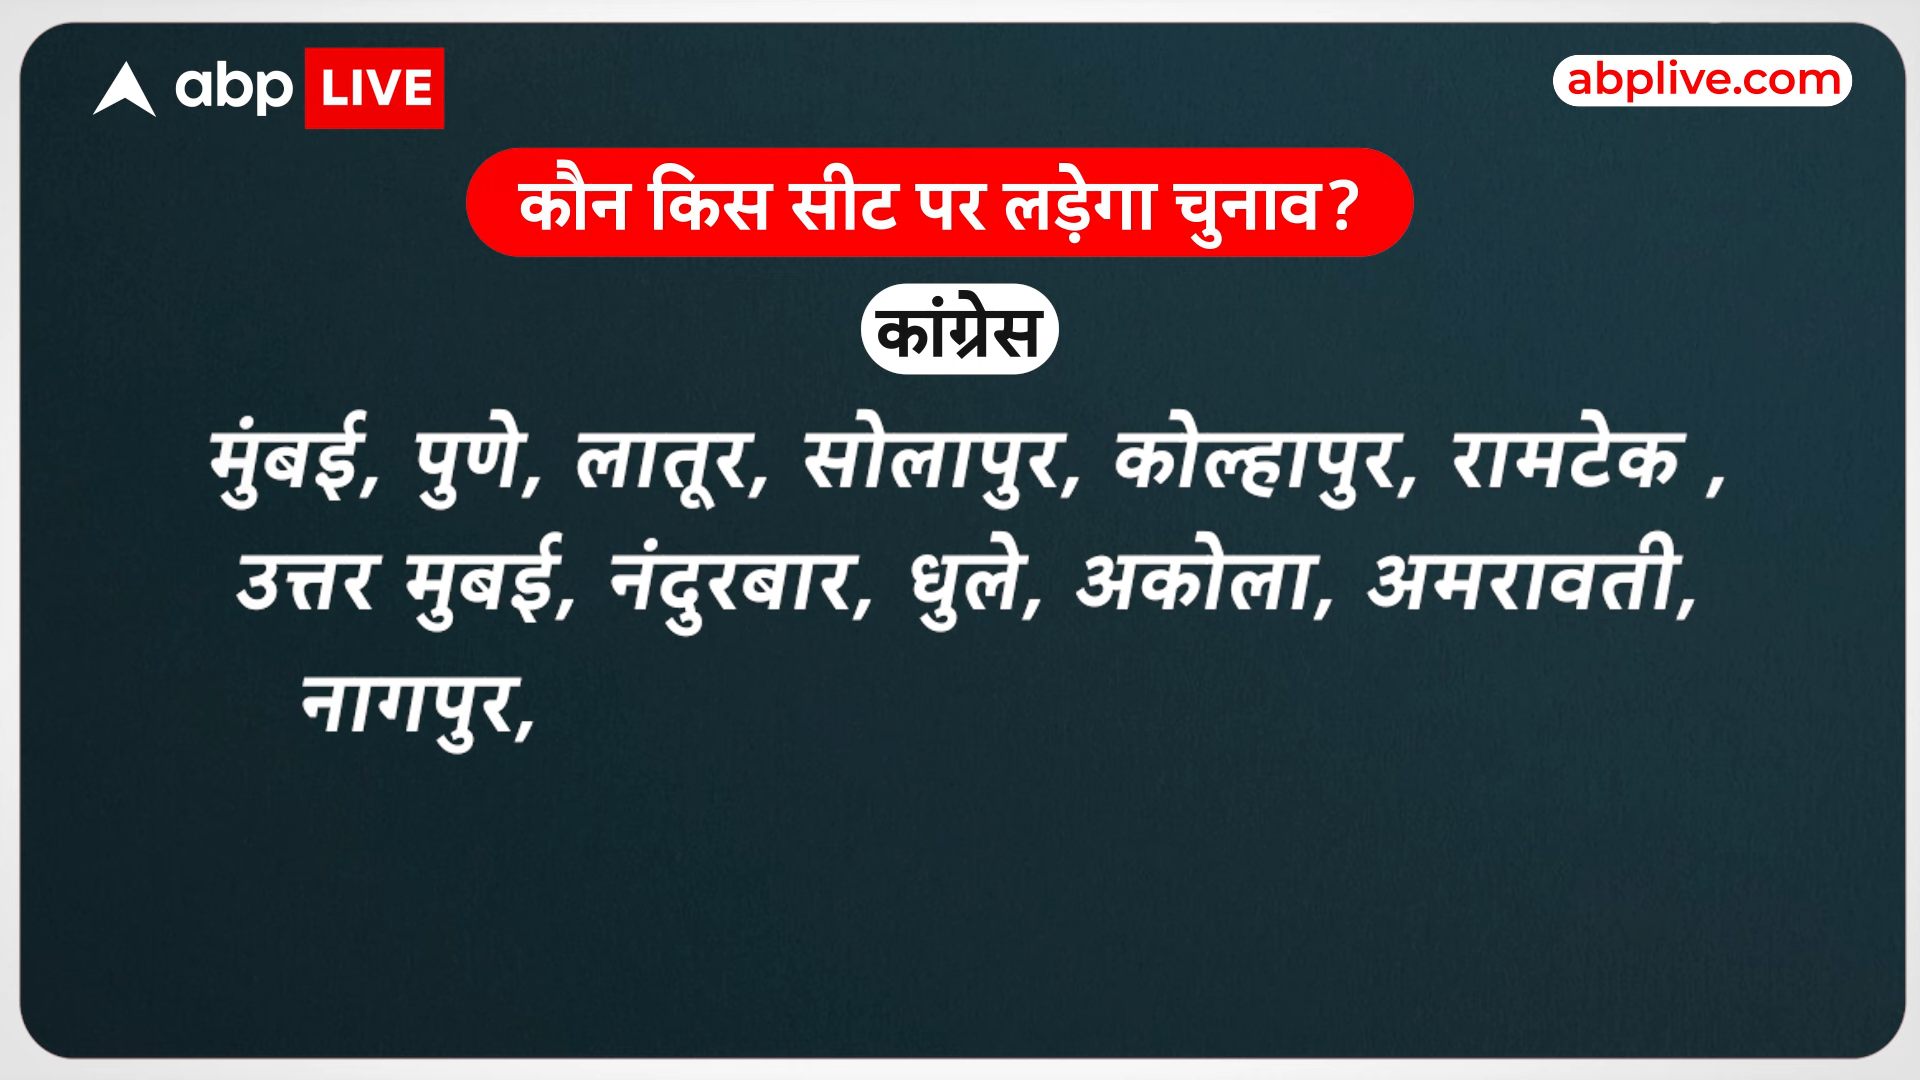 abp LIVE
abplive.com
कौन किस सीट पर लड़ेगा चुनाव?
कांग्रेस
मुंबई, पुणे, लातूर, सोलापुर, कोल्हापुर, रामटेक ,
उत्तर मुबई, नंदुरबार, धुले, अकोला, अमरावती,
नागपुर,